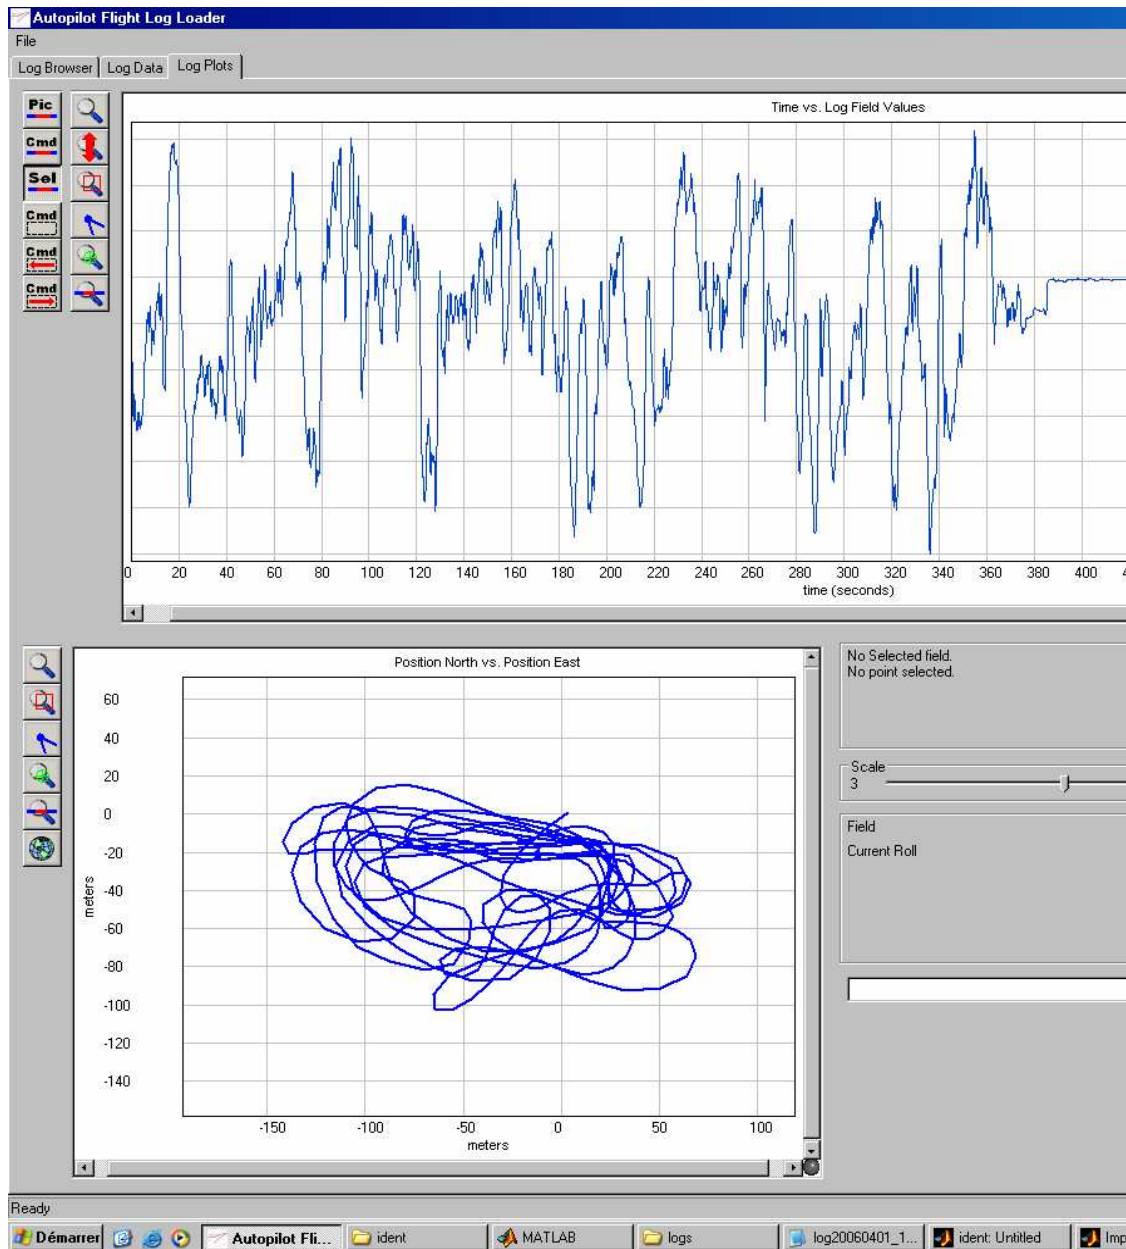 Autopilot Flight Log Loader
File
Log Browser Log Data Log Plots
Pic
Cmd
Sel
Cmd
Cmd
Cmd
Time vs. Log Field Values
0 20 40 60 80 100 120 140 160 180 200 220 240 260 280 300 320 340 360 380 400
time (seconds)
Position North vs. Position East
60
40
20
0
-20
-40
-60
-80
-100
-120
-140
meters
-150 -100 -50 0 50 100
meters
No Selected field.
No point selected.
Scale
3
Field
Current Roll
Ready
Démarrer Autopilot Fli... ident MATLAB logs log20060401_1... ident: Untitled Imp